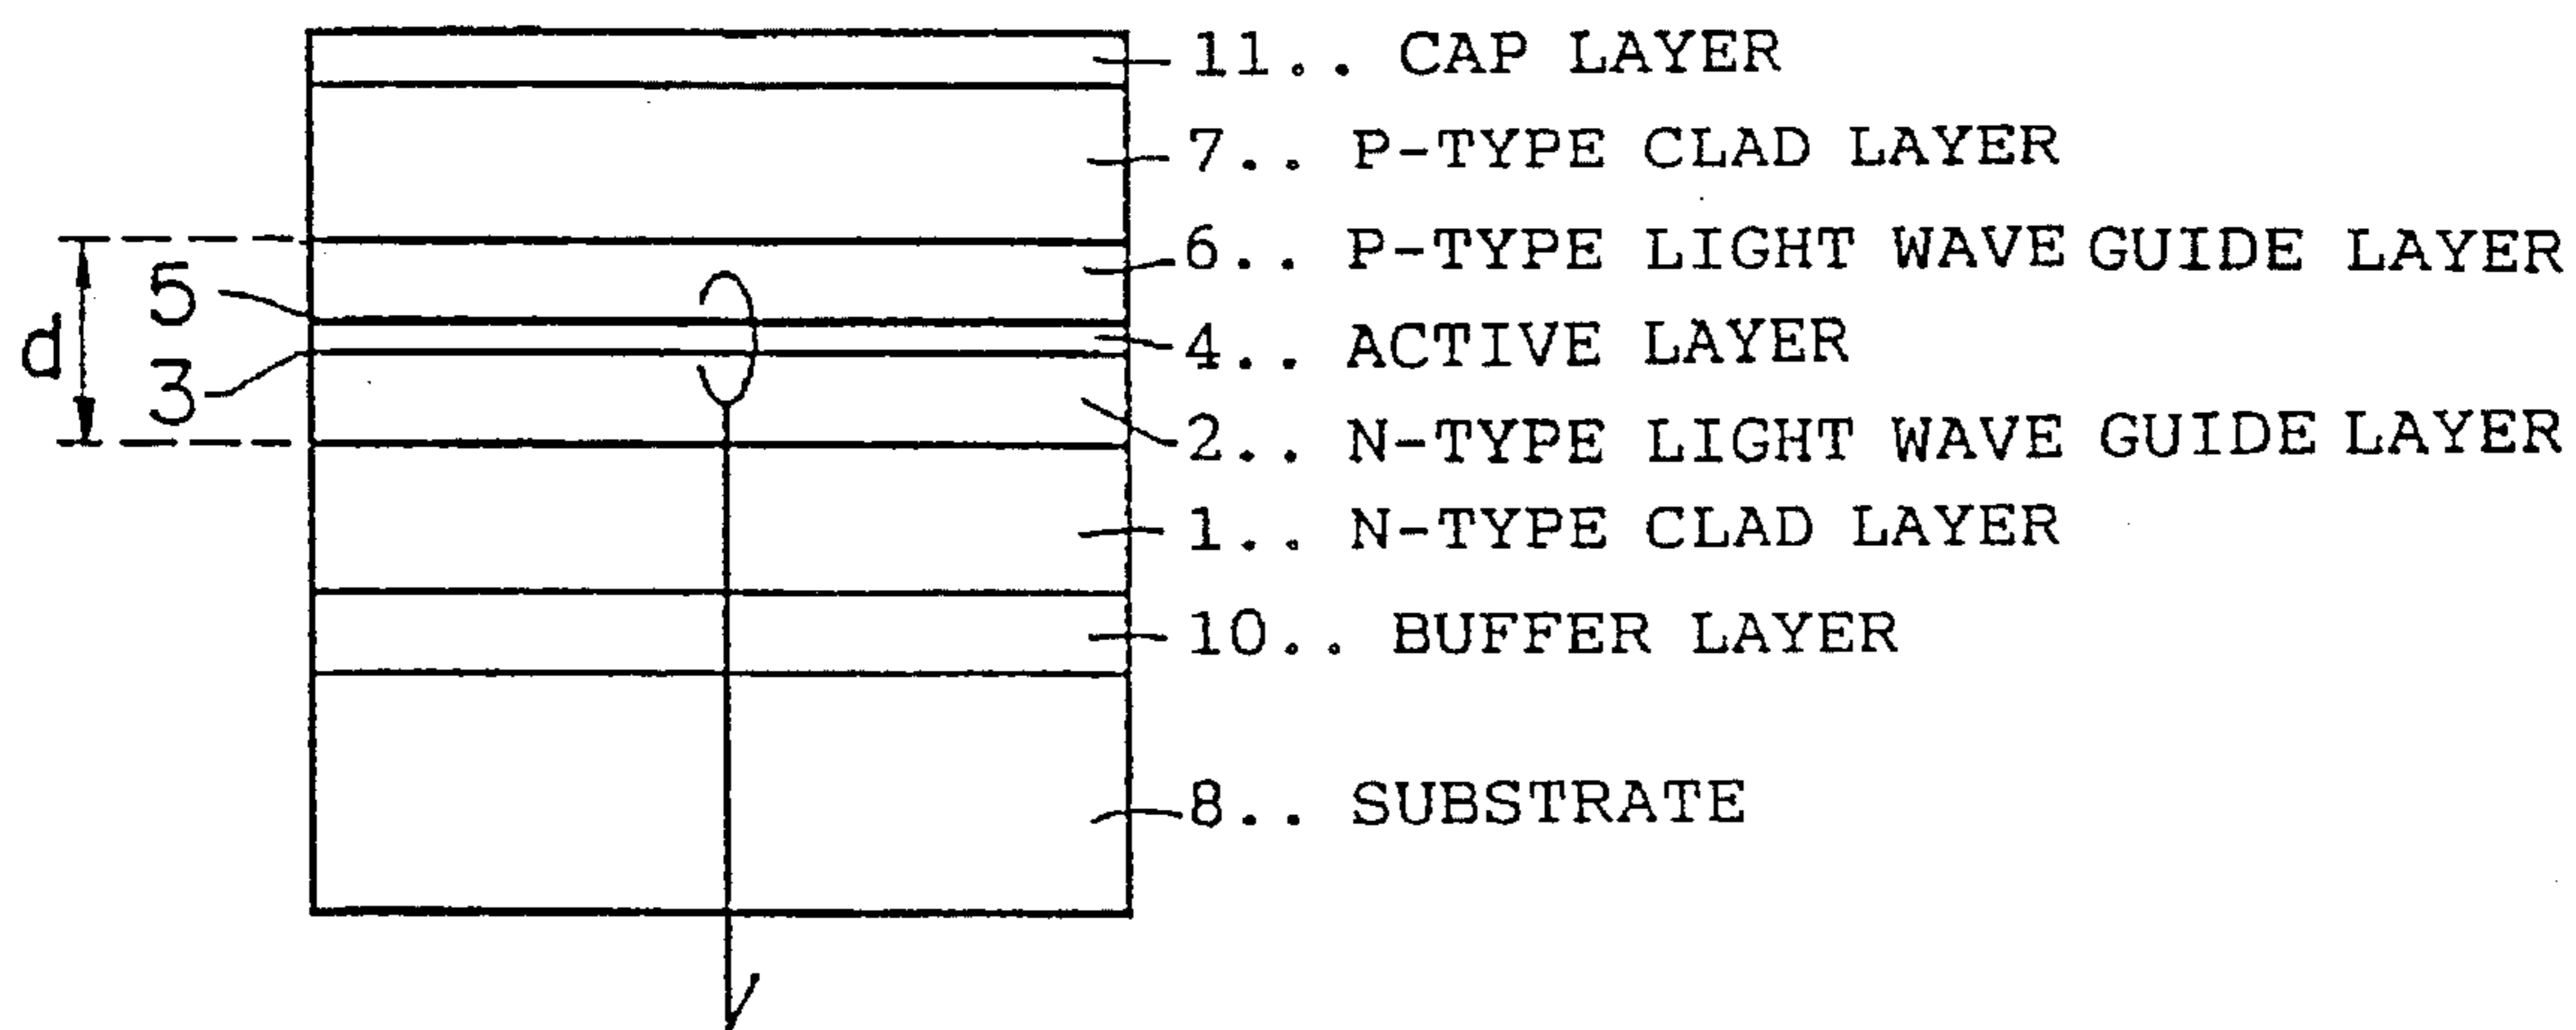 11.. CAP LAYER
7.. P-TYPE CLAD LAYER
6.. P-TYPE LIGHT WAVE GUIDE LAYER
5
4.. ACTIVE LAYER
d
3
2.. N-TYPE LIGHT WAVE GUIDE LAYER
1.. N-TYPE CLAD LAYER
10.. BUFFER LAYER
8.. SUBSTRATE